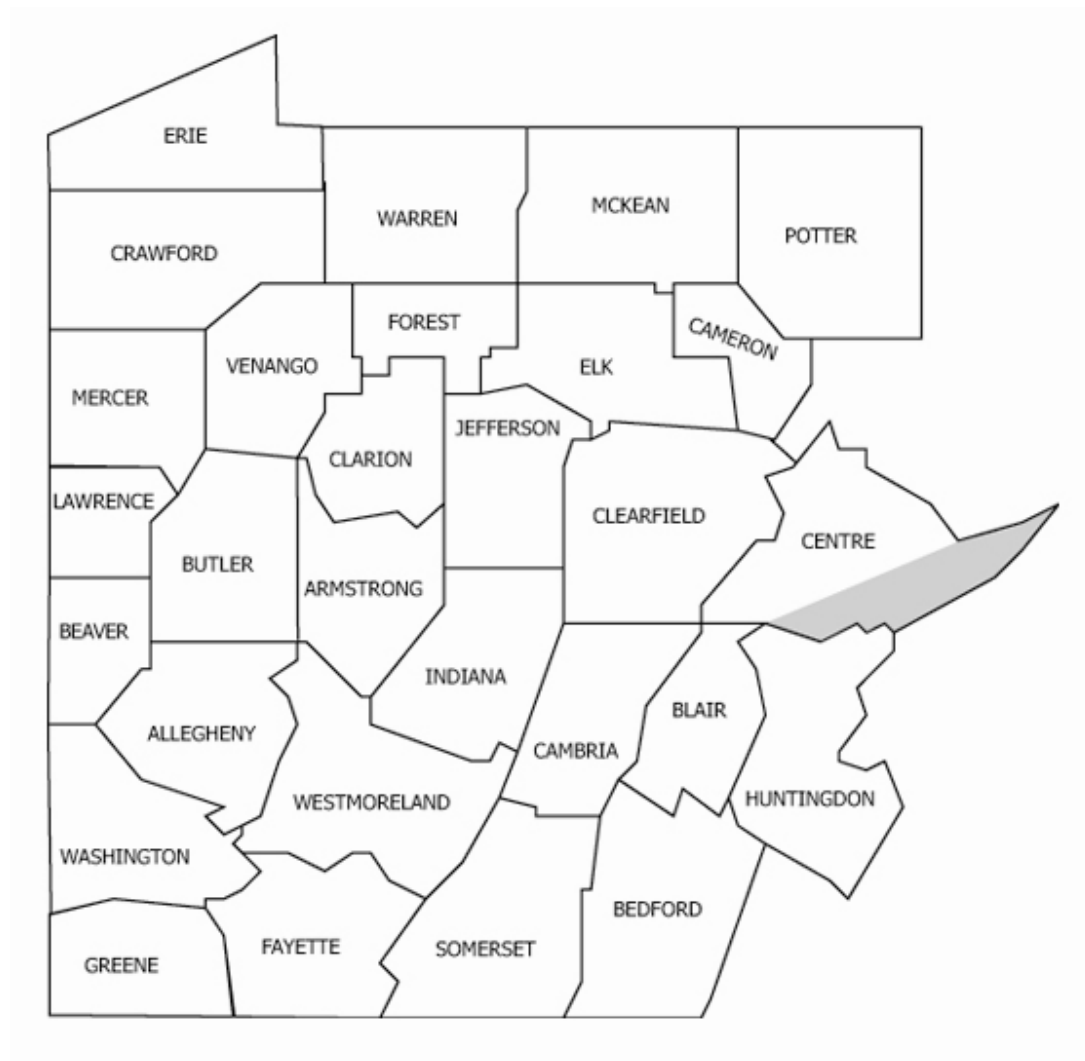 ERIE
WARREN
MCKEAN
POTTER
CRAWFORD
FOREST
CAMERON
VENANGO
ELK
MERCER
JEFFERSON
CLARION
LAWRENCE
CLEARFIELD
CENTRE
BUTLER
ARMSTRONG
BEAVER
INDIANA
BLAIR
ALLEGHENY
CAMBRIA
WESTMORELAND
HUNTINGDON
WASHINGTON
BEDFORD
FAYETTE
SOMERSET
GREENE